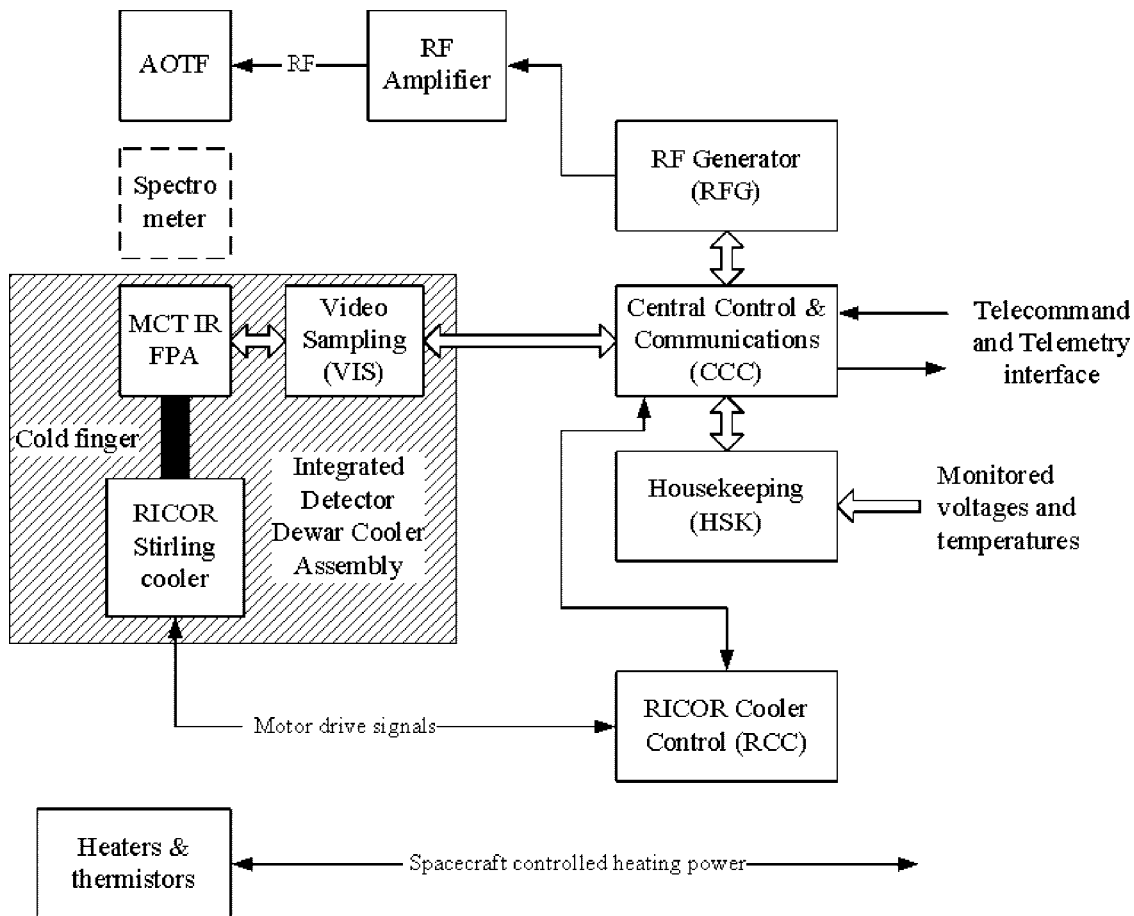 AOTF
RF
RF
Amplifier
RF Generator
(RFG)
Spectro
meter
MCT IR
FPA
Video
Sampling
(VIS)
Central Control &
Communications
(CCC)
Telecommand
and Telemetry
interface
Cold finger
Integrated
Detector
Dewar Cooler
Assembly
RICOR
Stirling
cooler
Housekeeping
(HSK)
Monitored
voltages and
temperatures
Motor drive signals
RICOR Cooler
Control (RCC)
Heaters &
thermistors
Spacecraft controlled heating power